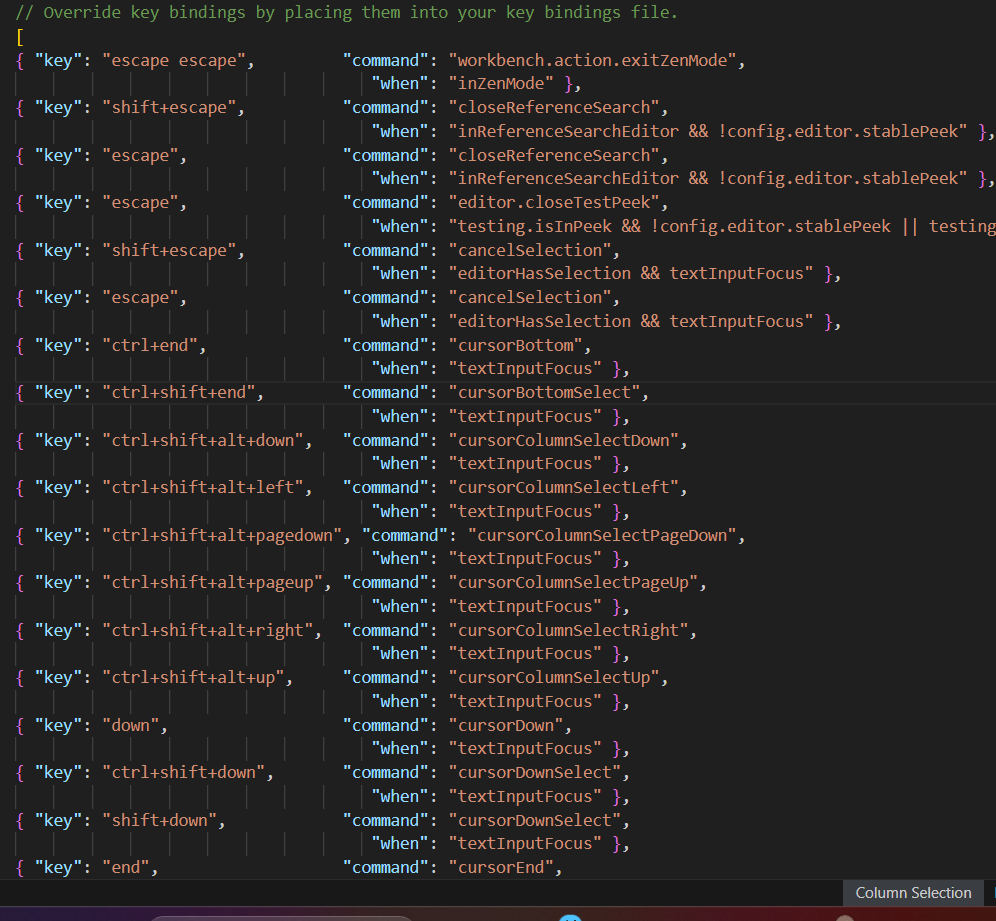 // Override key bindings by placing them into your key bindings file.
[
{ "key": "escape escape", "command": "workbench.action.exitZenMode",
"when": "inZenMode" },
{ "key": "shift+escape", "command": "closeReferenceSearch",
"when": "inReferenceSearchEditor && !config.editor.stablePeek" },
{ "key": "escape", "command": "closeReferenceSearch",
"when": "inReferenceSearchEditor && !config.editor.stablePeek" },
{ "key": "escape", "command": "editor.closeTestPeek",
"when": "testing.isInPeek && !config.editor.stablePeek || testing
{ "key": "shift+escape", "command": "cancelSelection",
"when": "editorHasSelection && textInputFocus" },
{ "key": "escape", "command": "cancelSelection",
"when": "editorHasSelection && textInputFocus" },
{ "key": "ctrl+end", "command": "cursorBottom",
"when": "textInputFocus" },
{ "key": "ctrl+shift+end", "command": "cursorBottomSelect",
"when": "textInputFocus" },
{ "key": "ctrl+shift+alt+down", "command": "cursorColumnSelectDown",
"when": "textInputFocus" },
{ "key": "ctrl+shift+alt+left", "command": "cursorColumnSelectLeft",
"when": "textInputFocus" },
{ "key": "ctrl+shift+alt+pagedown", "command": "cursorColumnSelectPageDown",
"when": "textInputFocus" },
{ "key": "ctrl+shift+alt+pageup", "command": "cursorColumnSelectPageUp",
"when": "textInputFocus" },
{ "key": "ctrl+shift+alt+right", "command": "cursorColumnSelectRight",
"when": "textInputFocus" },
{ "key": "ctrl+shift+alt+up", "command": "cursorColumnSelectUp",
"when": "textInputFocus" },
{ "key": "down", "command": "cursorDown",
"when": "textInputFocus" },
{ "key": "ctrl+shift+down", "command": "cursorDownSelect",
"when": "textInputFocus" },
{ "key": "shift+down", "command": "cursorDownSelect",
"when": "textInputFocus" },
{ "key": "end", "command": "cursorEnd",
Column Selection